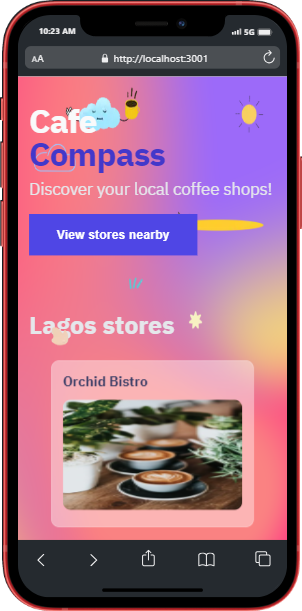 10:23 AM
5G
AA
http://localhost:3001
Cafe
Compass
Discover your local coffee shops!
View stores nearby
Lagos stores
Orchid Bistro